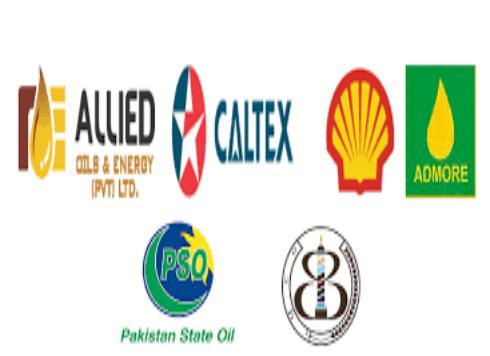 ALLIED
OILS & ENERGY
(PVT) LTD.
CALTEX
ADMORE
PSO
Pakistan State Oil